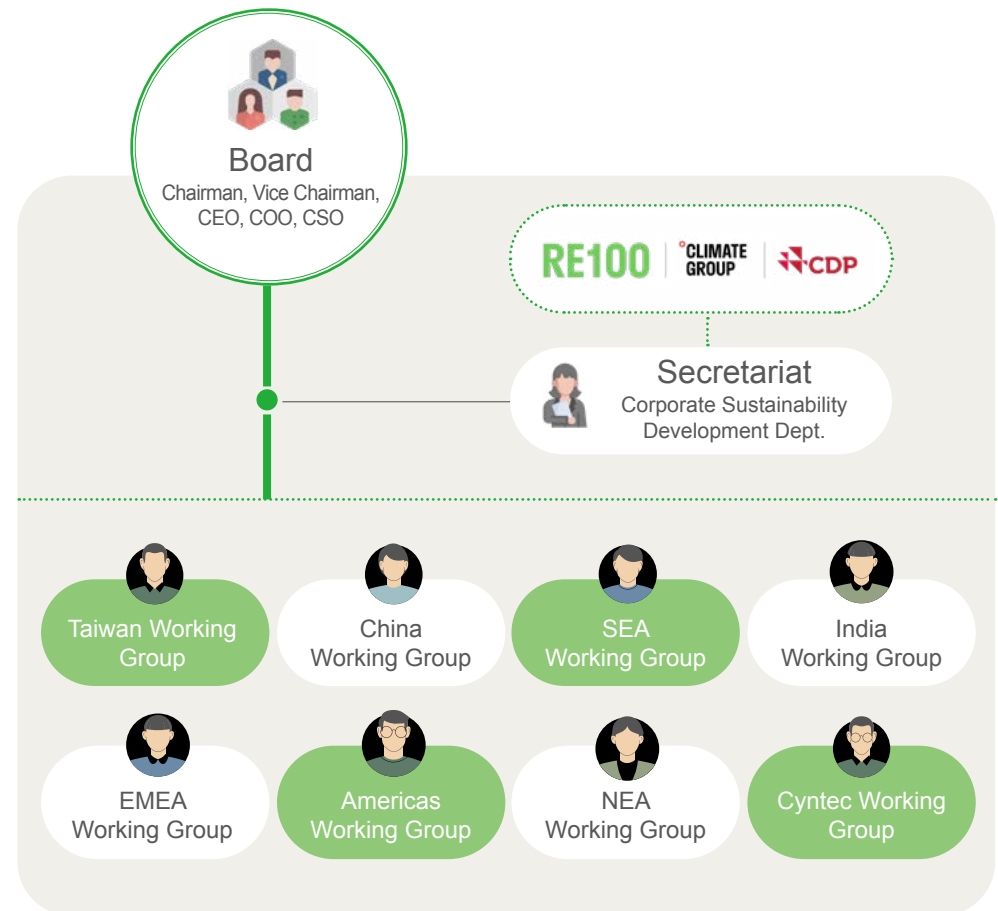 Board
Chairman, Vice Chairman,
CEO, COO, CSO
RE100
°CLIMATE
GROUP
CDP
Secretariat
Corporate Sustainability
Development Dept.
Taiwan Working
Group
China
Working Group
SEA
Working Group
India
Working Group
EMEA
Working Group
Americas
Working Group
NEA
Working Group
Cyntec Working
Group